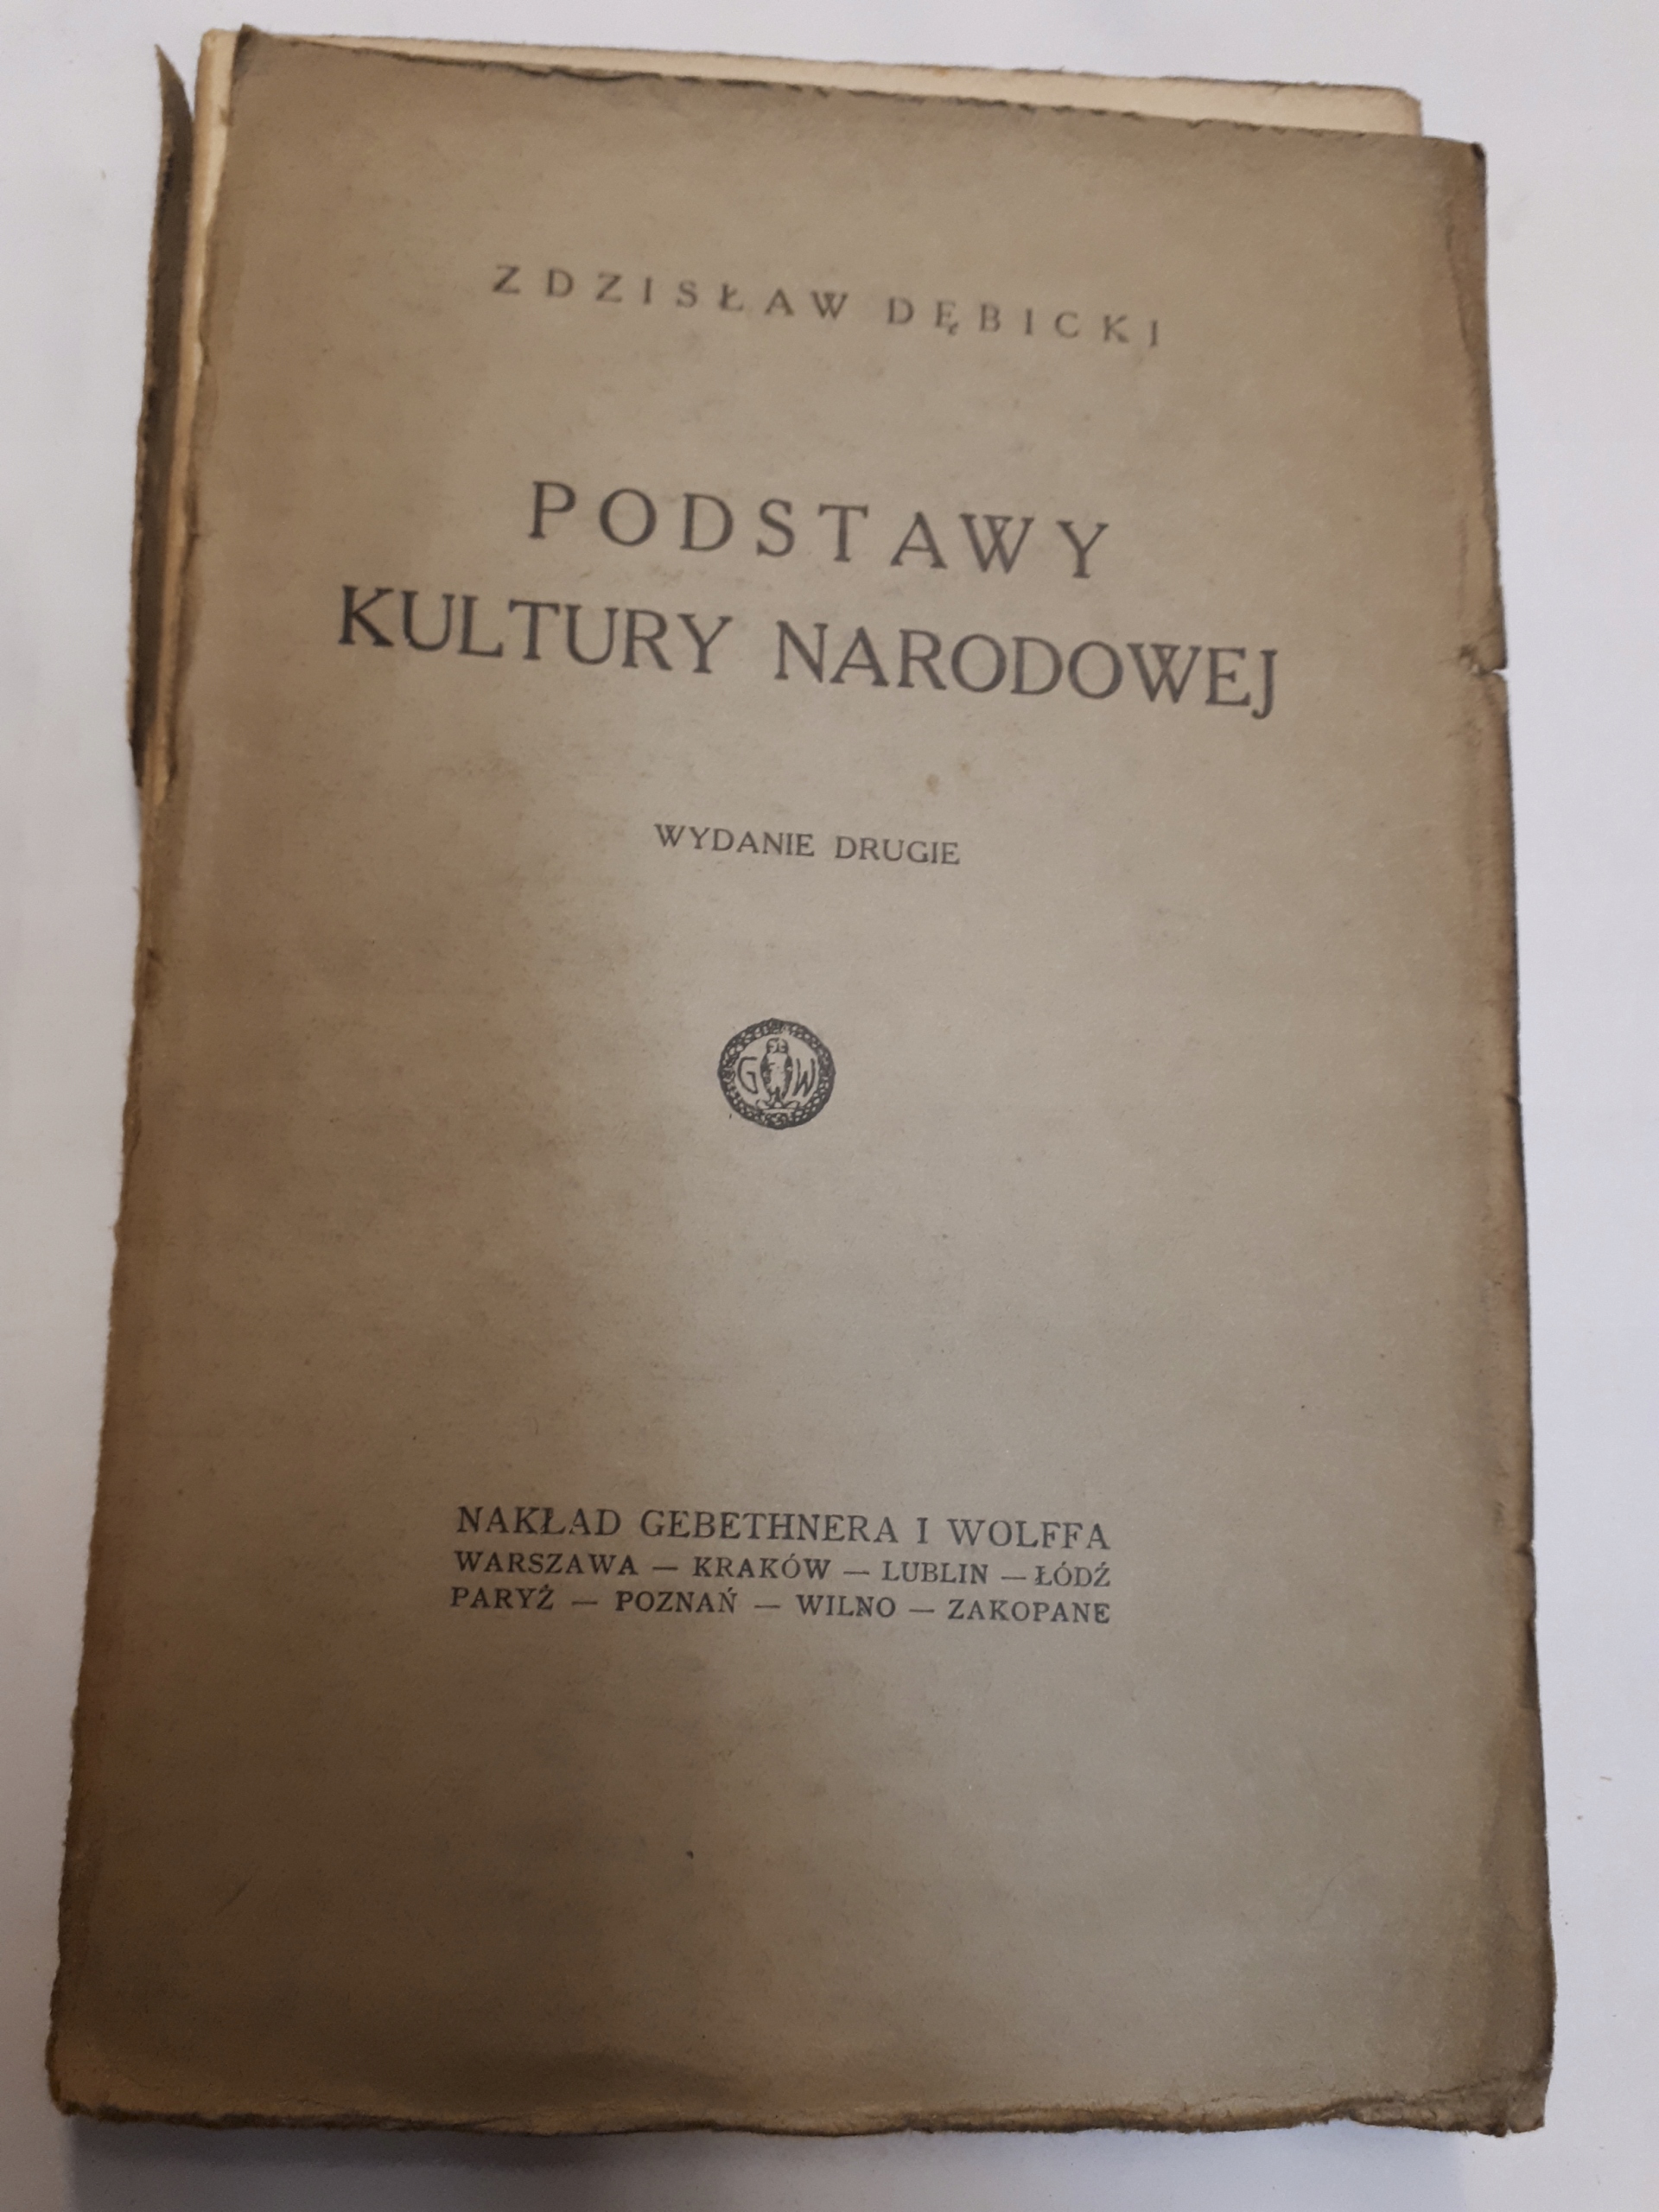 ZDZISŁAW DĘBICKI
PODSTAWY
KULTURY NARODOWEJ
WYDANIE DRUGIE
G W
NAKŁAD GEBETHNERA I WOLFFA
WARSZAWA — KRAKÓW — LUBLIN — ŁÓDŹ
PARYŻ — POZNAŃ — WILNO — ZAKOPANE